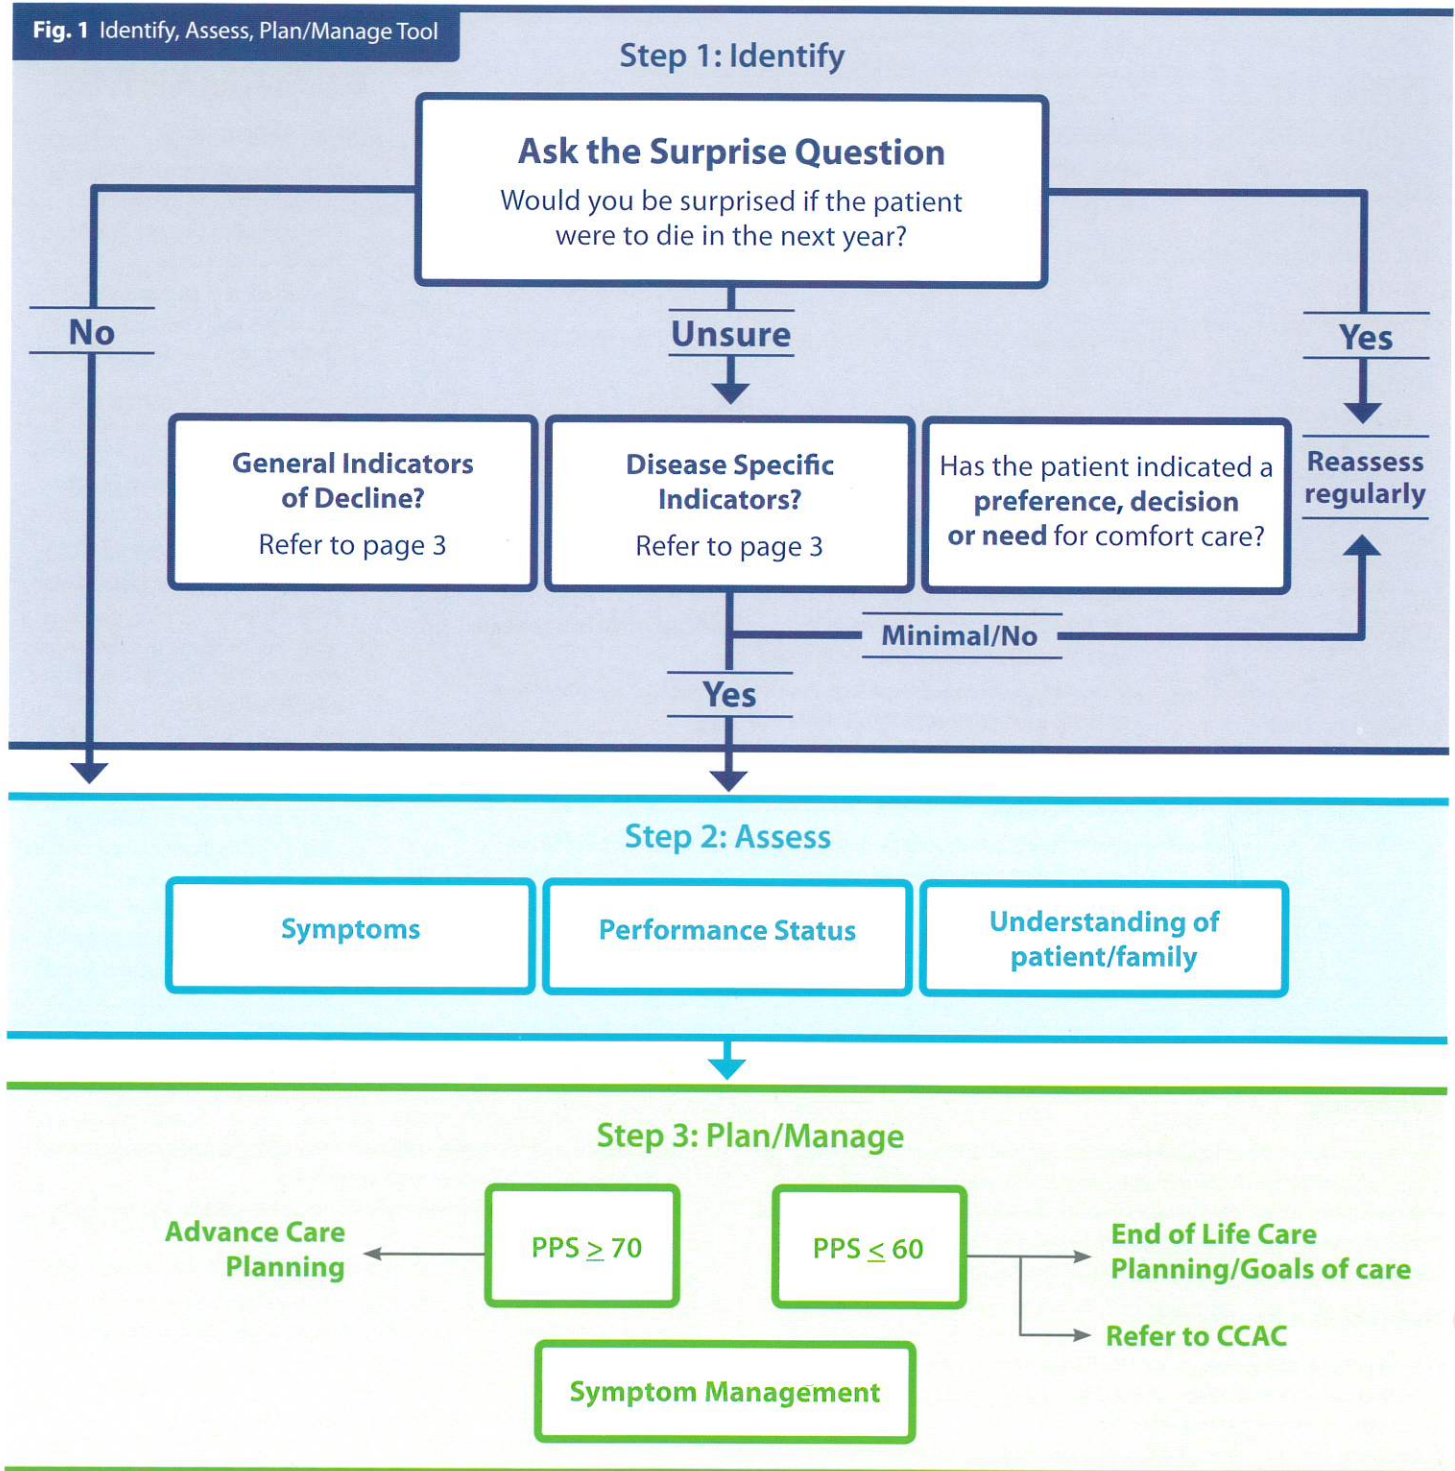 Fig. 1 Identify, Assess, Plan/Manage Tool
Step 1: Identify
Ask the Surprise Question
Would you be surprised if the patient
were to die in the next year?
No
Unsure
Yes
General Indicators
of Decline?
Refer to page 3
Disease Specific
Indicators?
Refer to page 3
Has the patient indicated a
preference, decision
or need for comfort care?
Reassess
regularly
Minimal/No
Yes
Step 2: Assess
Symptoms
Performance Status
Understanding of
patient/family
Step 3: Plan/Manage
Advance Care
Planning
PPS ≥ 70
PPS ≤ 60
End of Life Care
Planning/Goals of care
Refer to CCAC
Symptom Management